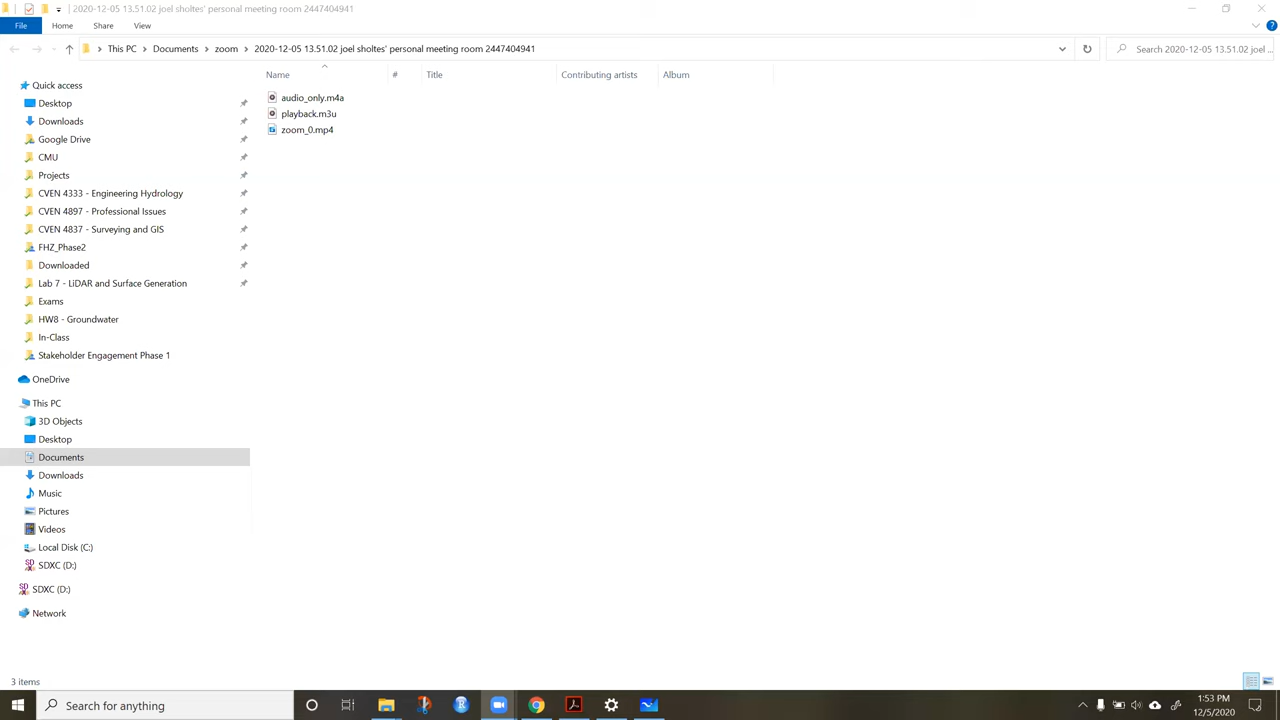 2020-12-05 13.51.02 joel sholtes' personal meeting room 2447404941
File Home Share View
This PC Documents zoom 2020-12-05 13.51.02 joel sholtes' personal meeting room 2447404941 Search 2020-12-05 13.51.02 joel ...
Name # Title Contributing artists Album
Quick access
Desktop
Downloads
Google Drive
CMU
Projects
CVEN 4333 - Engineering Hydrology
CVEN 4897 - Professional Issues
CVEN 4837 - Surveying and GIS
FHZ_Phase2
Downloaded
Lab 7 - LiDAR and Surface Generation
Exams
HW8 - Groundwater
In-Class
Stakeholder Engagement Phase 1
OneDrive
This PC
3D Objects
Desktop
Documents
Downloads
Music
Pictures
Videos
Local Disk (C:)
SDXC (D:)
SDXC (D:)
Network
audio_only.m4a
playback.m3u
zoom_0.mp4
3 items
Search for anything
1:53 PM
12/5/2020